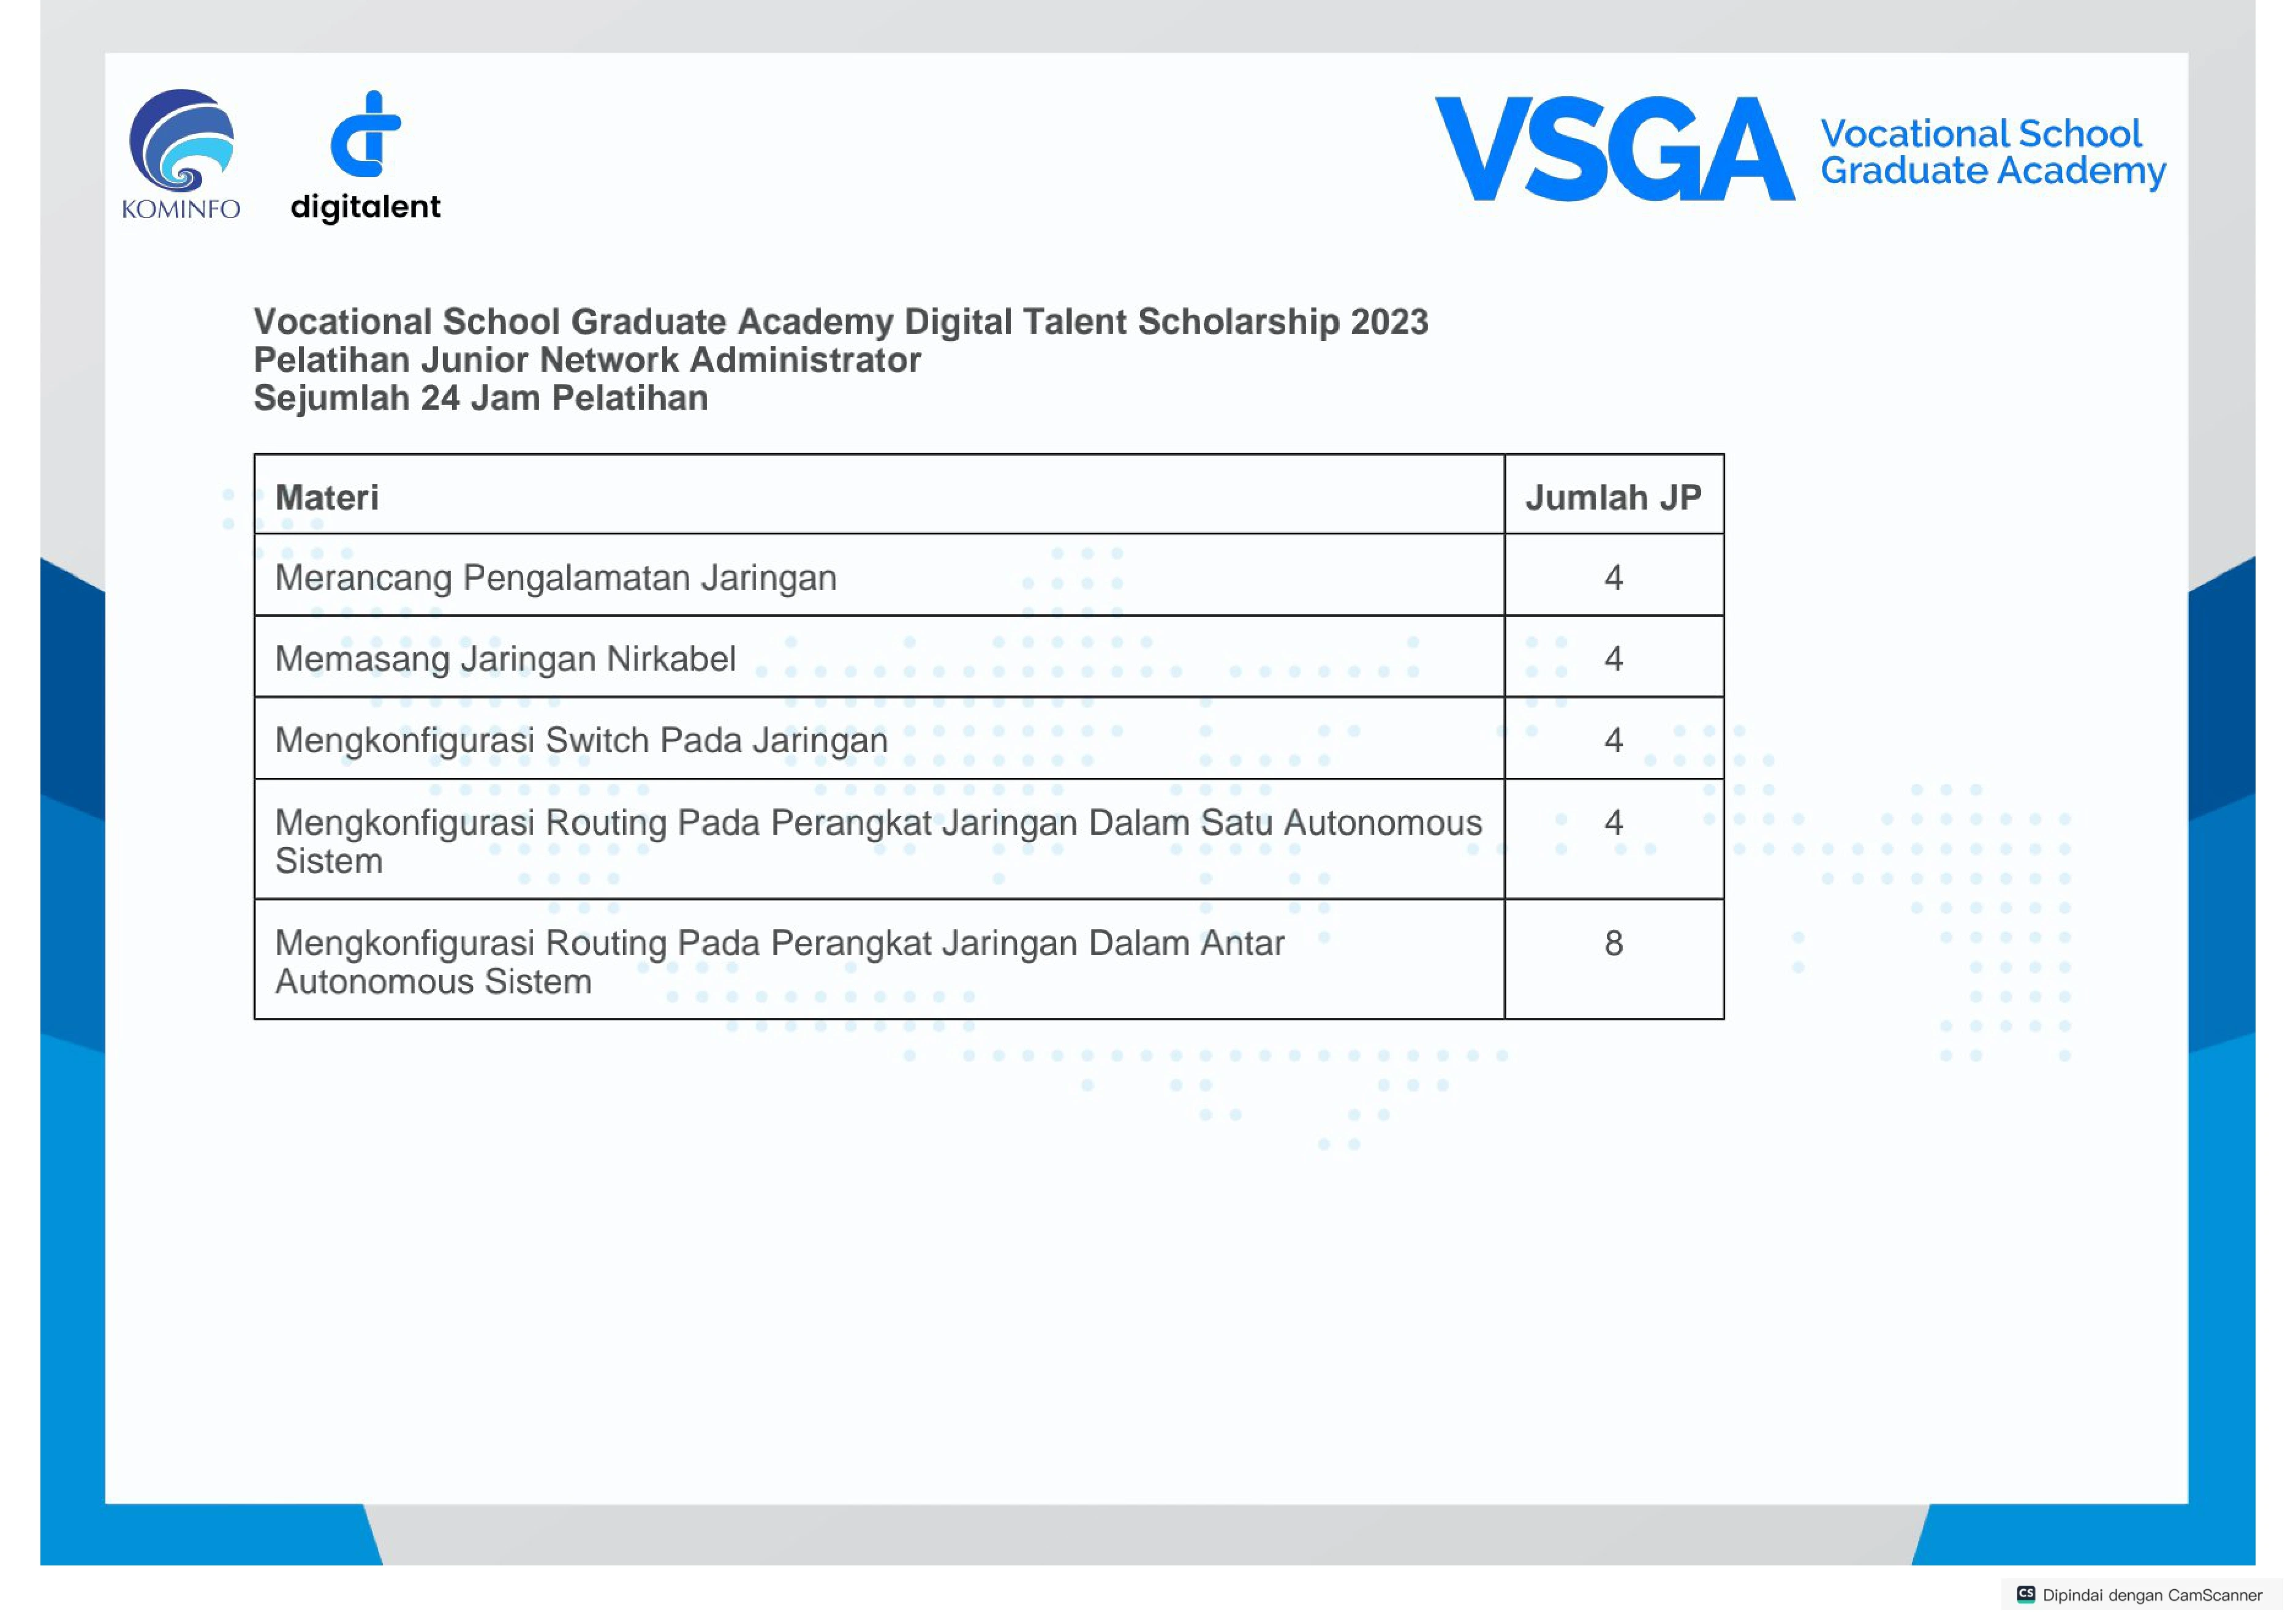 KOMINFO
digitalent
VSGA
Vocational School
Graduate Academy
Vocational School Graduate Academy Digital Talent Scholarship 2023
Pelatihan Junior Network Administrator
Sejumlah 24 Jam Pelatihan
Materi Jumlah JP
Merancang Pengalamatan Jaringan 4
Memasang Jaringan Nirkabel 4
Mengkonfigurasi Switch Pada Jaringan 4
Mengkonfigurasi Routing Pada Perangkat Jaringan Dalam Satu Autonomous 4
Sistem
Mengkonfigurasi Routing Pada Perangkat Jaringan Dalam Antar 8
Autonomous Sistem
CS Dipindai dengan CamScanner